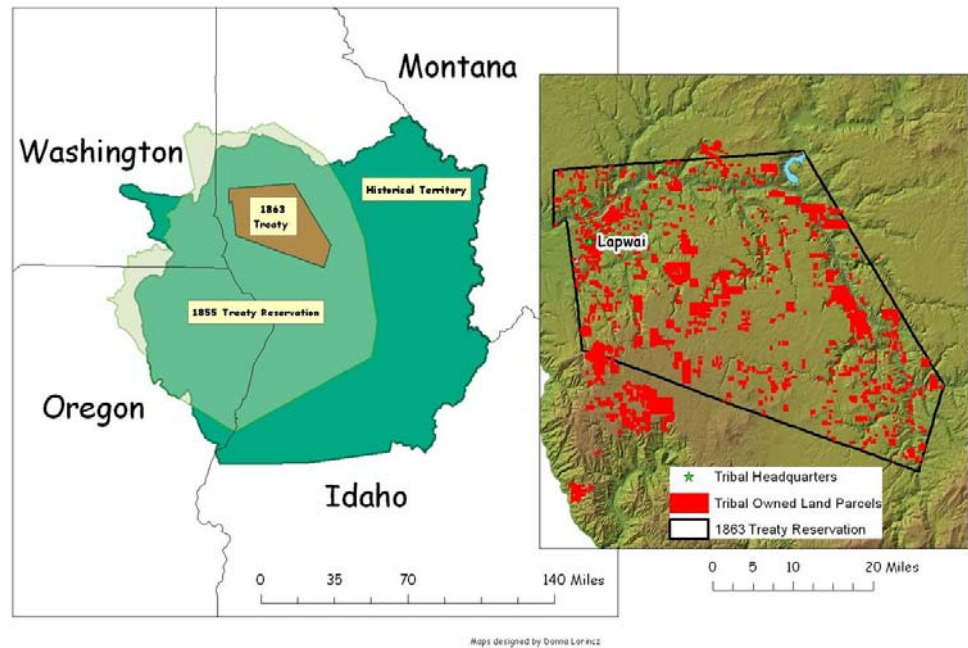 Montana
Washington
Historical Territory
1863
Treaty
1855 Treaty Reservation
Oregon
Idaho
0 35 70 140 Miles
Lapwai
Tribal Headquarters
Tribal Owned Land Parcels
1863 Treaty Reservation
0 5 10 20 Miles
Maps designed by Donna Lorincz